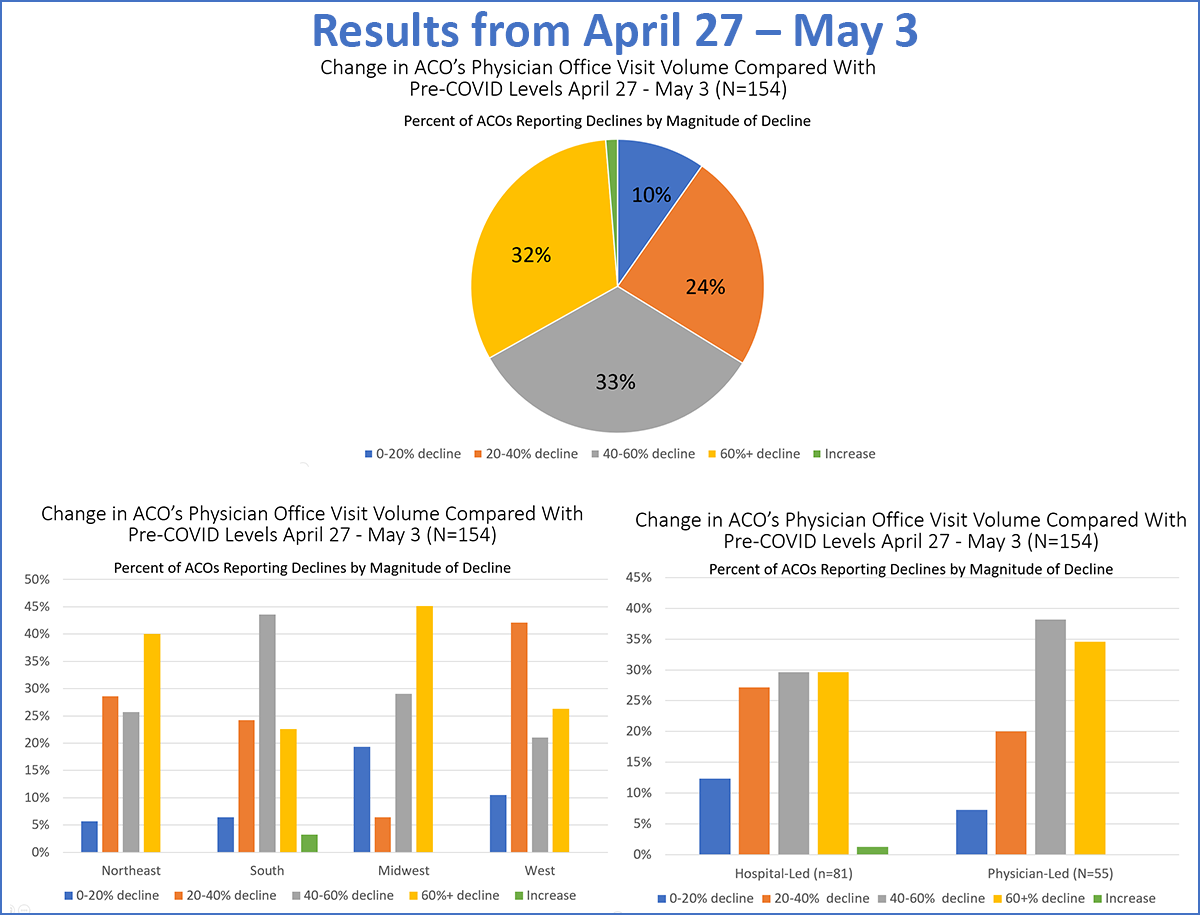 Results from April 27 – May 3
Change in ACO’s Physician Office Visit Volume Compared With
Pre-COVID Levels April 27 - May 3 (N=154)
Percent of ACOs Reporting Declines by Magnitude of Decline
10%
24%
33%
32%
0-20% decline 20-40% decline 40-60% decline 60%+ decline Increase
Change in ACO’s Physician Office Visit Volume Compared With
Pre-COVID Levels April 27 - May 3 (N=154)
Percent of ACOs Reporting Declines by Magnitude of Decline
50%
45%
40%
35%
30%
25%
20%
15%
10%
5%
0%
Northeast South Midwest West
0-20% decline 20-40% decline 40-60% decline 60%+ decline Increase
Change in ACO’s Physician Office Visit Volume Compared With
Pre-COVID Levels April 27 - May 3 (N=154)
Percent of ACOs Reporting Declines by Magnitude of Decline
45%
40%
35%
30%
25%
20%
15%
10%
5%
0%
Hospital-Led (n=81) Physician-Led (N=55)
0-20% decline 20-40% decline 40-60% decline 60+% decline Increase